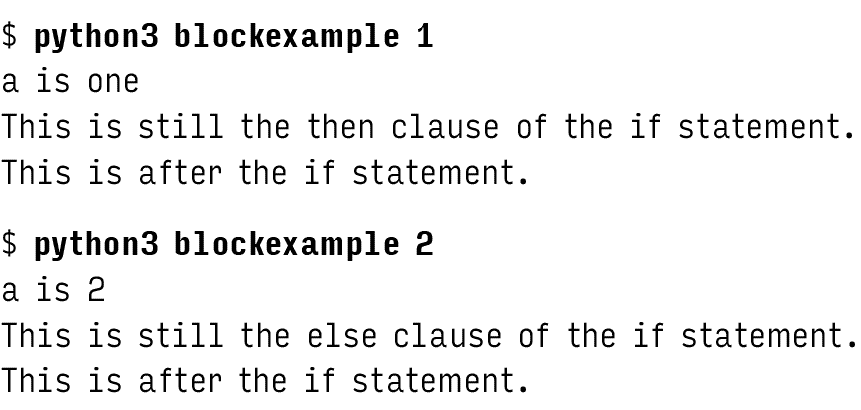 $ python3 blockexample 1
a is one
This is still the then clause of the if statement.
This is after the if statement.
$ python3 blockexample 2
a is 2
This is still the else clause of the if statement.
This is after the if statement.